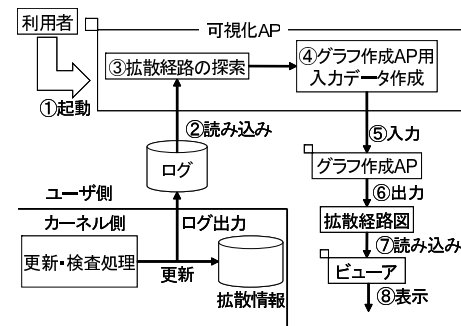 利用者
可視化AP
①起動
③拡散経路の探索
④グラフ作成AP用
入力データ作成
②読み込み
ログ
⑤入力
グラフ作成AP
⑥出力
拡散経路図
⑦読み込み
ビューア
⑧表示
ユーザ側
カーネル側
ログ出力
更新・検査処理
更新
拡散情報